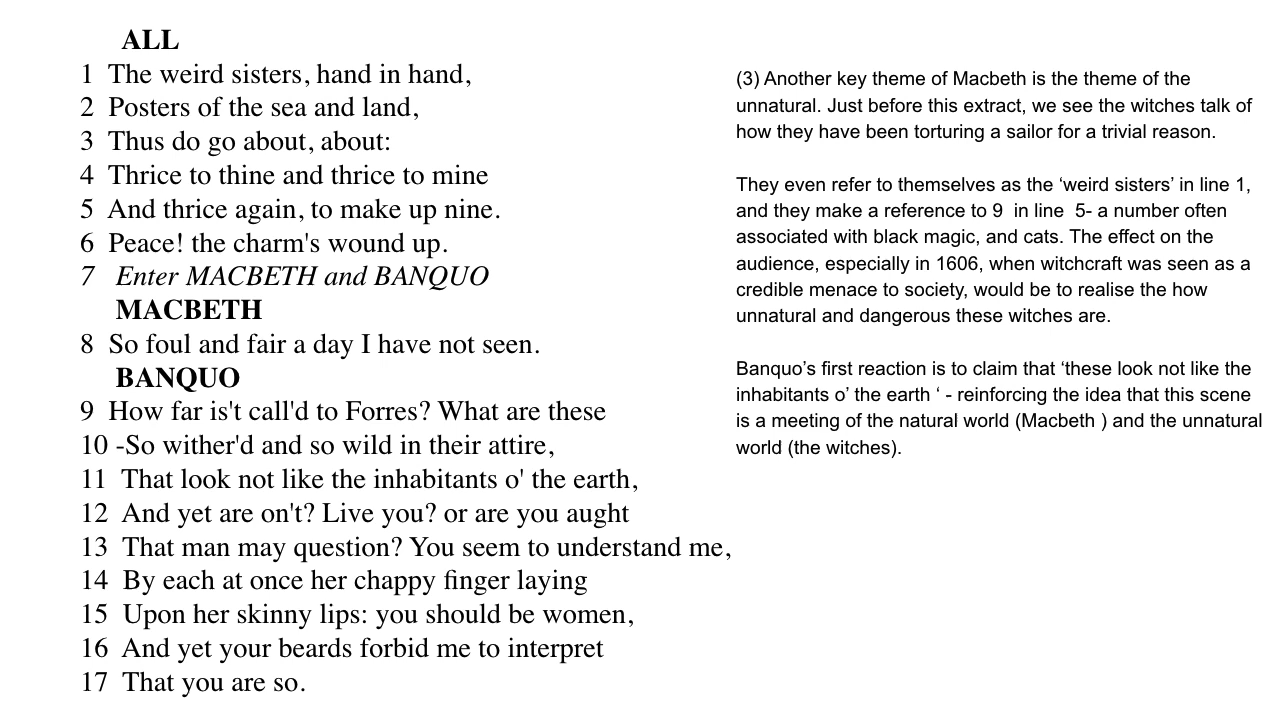 ALL
1 The weird sisters, hand in hand,
2 Posters of the sea and land,
3 Thus do go about, about:
4 Thrice to thine and thrice to mine
5 And thrice again, to make up nine.
6 Peace! the charm's wound up.
7 Enter MACBETH and BANQUO
MACBETH
8 So foul and fair a day I have not seen.
BANQUO
9 How far is't call'd to Forres? What are these
10 -So wither'd and so wild in their attire,
11 That look not like the inhabitants o' the earth,
12 And yet are on't? Live you? or are you aught
13 That man may question? You seem to understand me,
14 By each at once her chappy finger laying
15 Upon her skinny lips: you should be women,
16 And yet your beards forbid me to interpret
17 That you are so.
(3) Another key theme of Macbeth is the theme of the
unnatural. Just before this extract, we see the witches talk of
how they have been torturing a sailor for a trivial reason.
They even refer to themselves as the ‘weird sisters’ in line 1,
and they make a reference to 9 in line 5- a number often
associated with black magic, and cats. The effect on the
audience, especially in 1606, when witchcraft was seen as a
credible menace to society, would be to realise the how
unnatural and dangerous these witches are.
Banquo’s first reaction is to claim that ‘these look not like the
inhabitants o’ the earth ‘ - reinforcing the idea that this scene
is a meeting of the natural world (Macbeth ) and the unnatural
world (the witches).